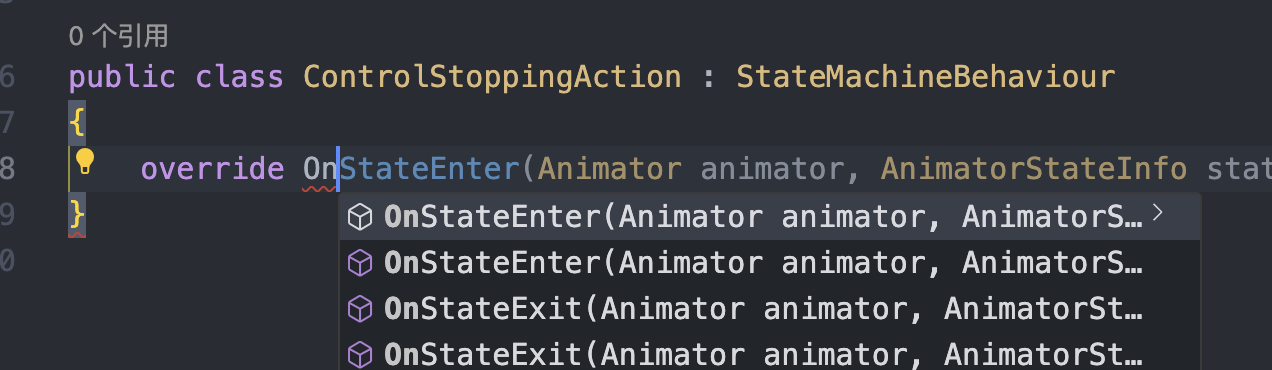 0 个引用
6 public class ControlStoppingAction : StateMachineBehaviour
7 {
8 override OnStateEnter(Animator animator, AnimatorStateInfo stat
9 }
0
OnStateEnter(Animator animator, AnimatorS…
OnStateEnter(Animator animator, AnimatorS…
OnStateExit(Animator animator, AnimatorSt…
OnStateExit(Animator animator, AnimatorSt…